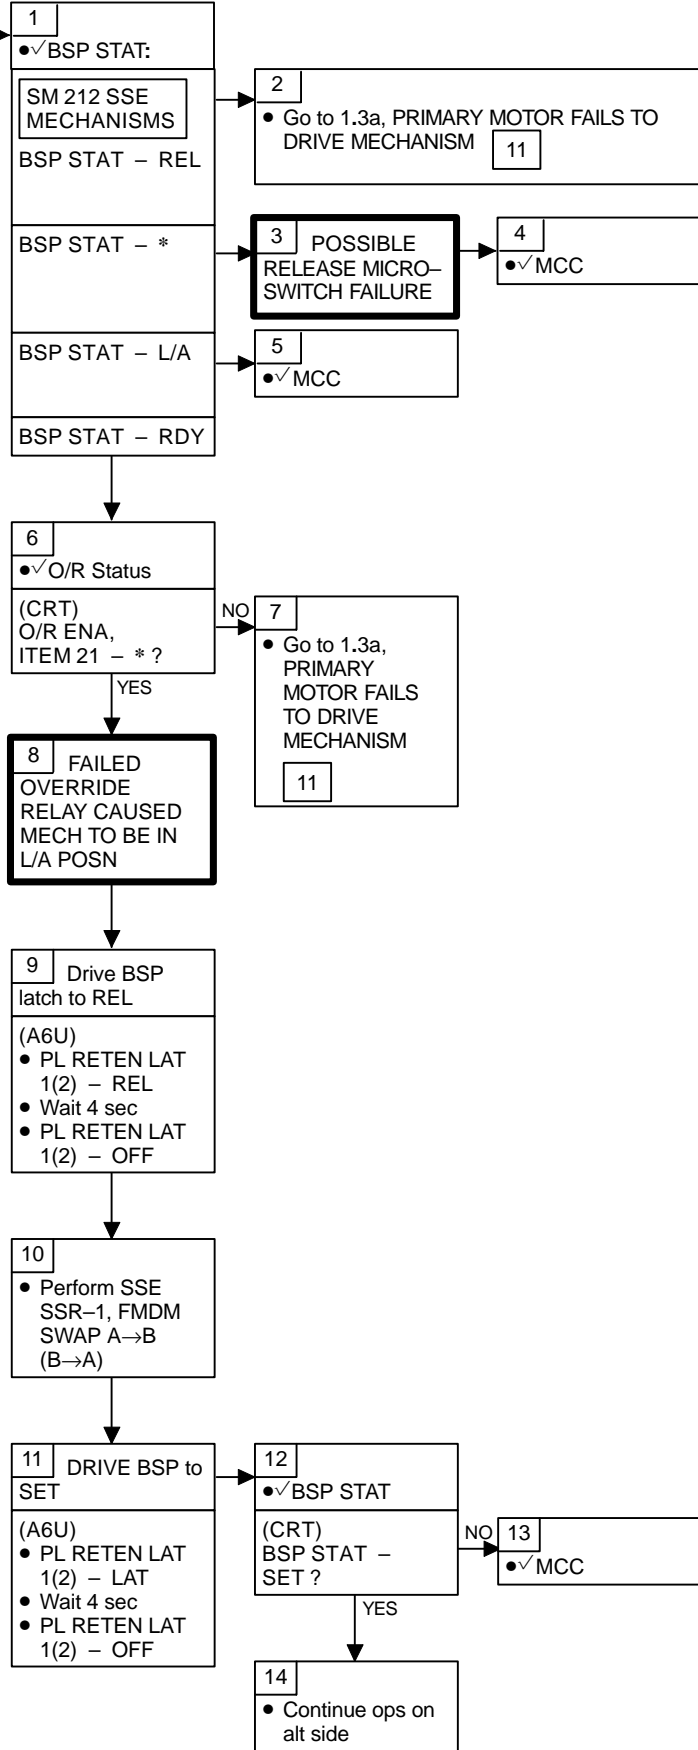 1
●√BSP STAT:
SM 212 SSE
MECHANISMS
BSP STAT – REL
2
● Go to 1.3a, PRIMARY MOTOR FAILS TO
DRIVE MECHANISM 11
BSP STAT – *
3 POSSIBLE
RELEASE MICRO–
SWITCH FAILURE
4
●√MCC
BSP STAT – L/A
5
●√MCC
BSP STAT – RDY
6
●√O/R Status
(CRT)
O/R ENA,
ITEM 21 – * ?
NO
YES
7
● Go to 1.3a,
PRIMARY
MOTOR FAILS
TO DRIVE
MECHANISM
11
8 FAILED
OVERRIDE
RELAY CAUSED
MECH TO BE IN
L/A POSN
9 Drive BSP
latch to REL
(A6U)
● PL RETEN LAT
1(2) – REL
● Wait 4 sec
● PL RETEN LAT
1(2) – OFF
10
● Perform SSE
SSR–1, FMDM
SWAP A→B
(B→A)
11 DRIVE BSP to
SET
(A6U)
● PL RETEN LAT
1(2) – LAT
● Wait 4 sec
● PL RETEN LAT
1(2) – OFF
12
●√BSP STAT
(CRT)
BSP STAT –
SET ?
NO
YES
13
●√MCC
14
● Continue ops on
alt side